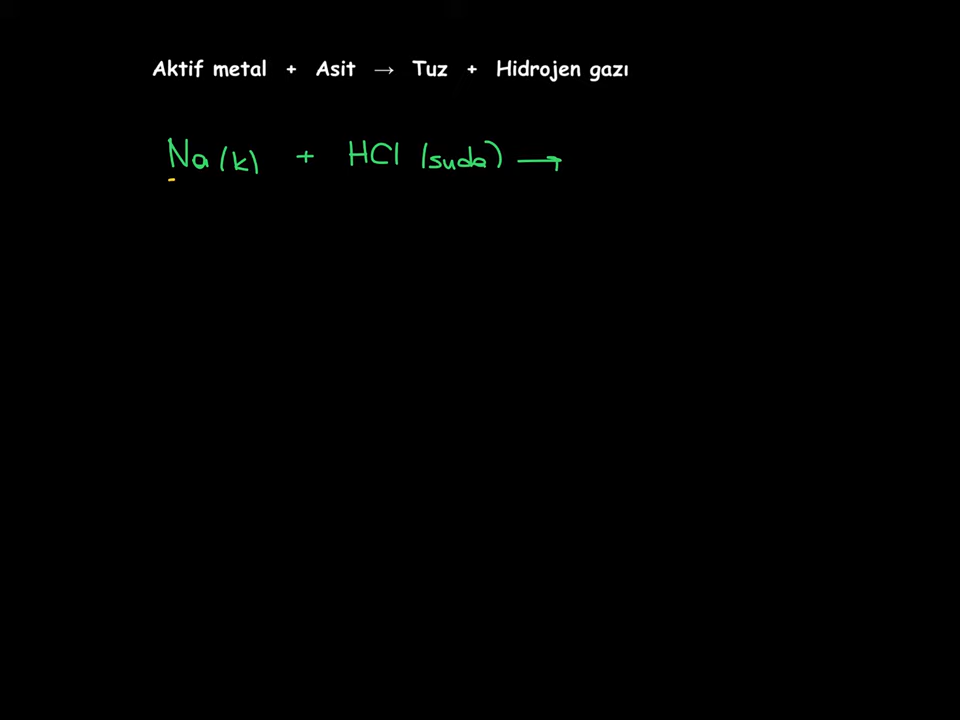 Aktif metal + Asit → Tuz + Hidrojen gazı
Na (k) + HCl (suda) →